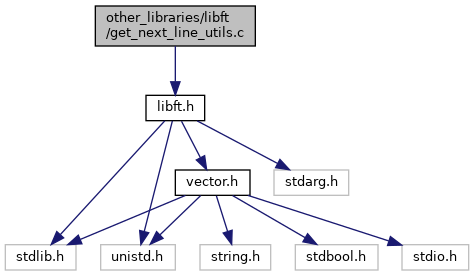 other_libraries/libft
/get_next_line_utils.c
libft.h
vector.h
stdarg.h
stdlib.h
unistd.h
string.h
stdbool.h
stdio.h